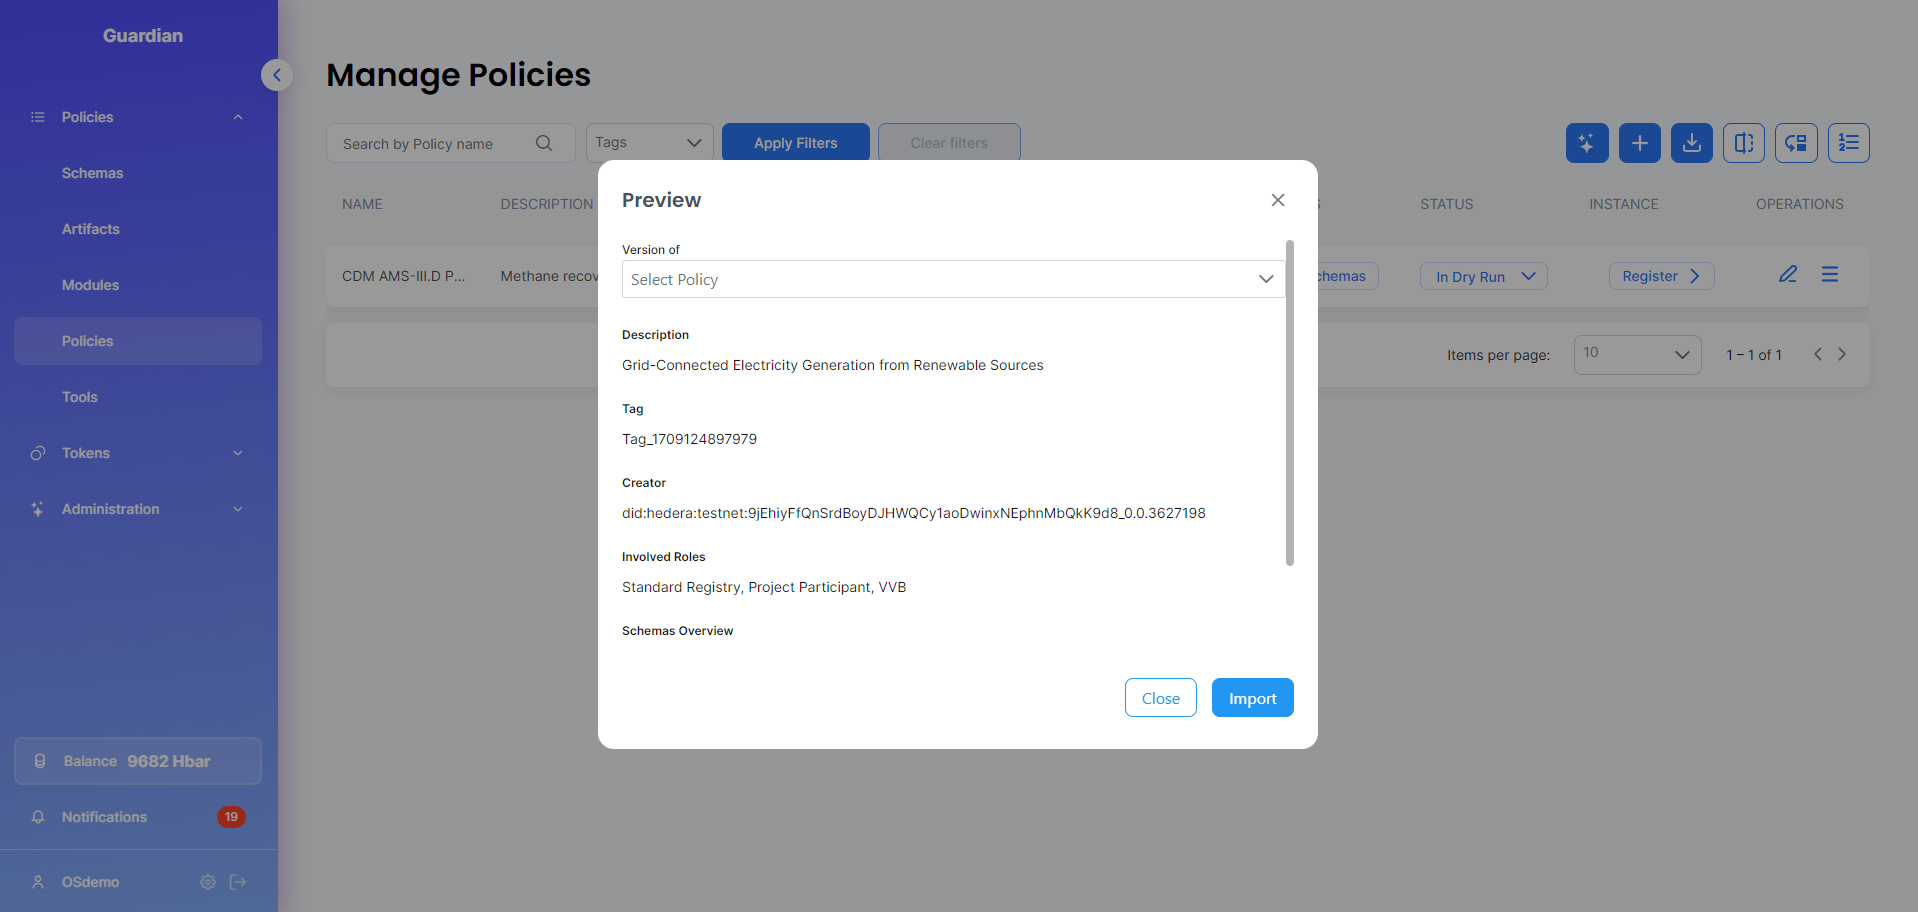 Guardian
Policies
Schemas
Artifacts
Modules
Policies
Tools
Tokens
Administration
Balance 9682 Hbar
Notifications 19
OSdemo
Manage Policies
Search by Policy name Tags Apply Filters Clear filters
NAME DESCRIPTION STATUS INSTANCE OPERATIONS
CDM AMS-III.D P... Methane recov chemas In Dry Run Register
Items per page: 10 1 – 1 of 1
Preview
Version of
Select Policy
Description
Grid-Connected Electricity Generation from Renewable Sources
Tag
Tag_1709124897979
Creator
did:hedera:testnet:9jEhiyFfQnSrdBoyDJHWQCy1aoDwinxNEphnMbQkK9d8_0.0.3627198
Involved Roles
Standard Registry, Project Participant, VVB
Schemas Overview
Close Import